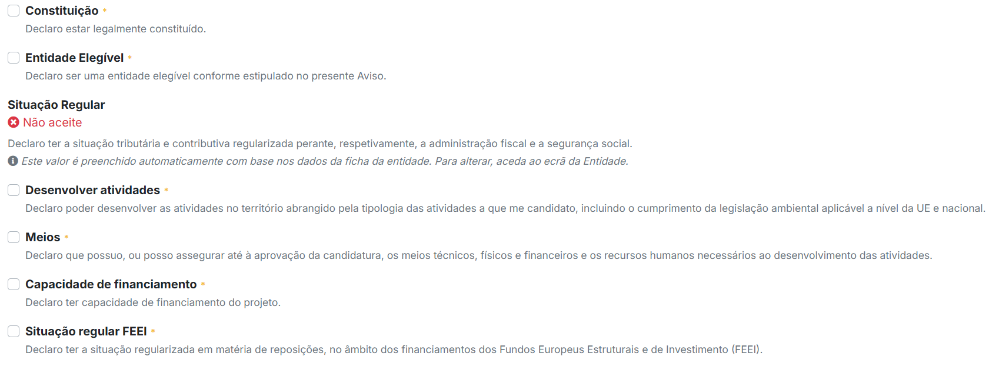 Constituição *
Declaro estar legalmente constituído.
Entidade Elegível *
Declaro ser uma entidade elegível conforme estipulado no presente Aviso.
Situação Regular
Não aceite
Declaro ter a situação tributária e contributiva regularizada perante, respetivamente, a administração fiscal e a segurança social.
Este valor é preenchido automaticamente com base nos dados da ficha da entidade. Para alterar, aceda ao ecrã da Entidade.
Desenvolver atividades *
Declaro poder desenvolver as atividades no território abrangido pela tipologia das atividades a que me candidato, incluindo o cumprimento da legislação ambiental aplicável a nível da UE e nacional.
Meios *
Declaro que possuo, ou posso assegurar até à aprovação da candidatura, os meios técnicos, físicos e financeiros e os recursos humanos necessários ao desenvolvimento das atividades.
Capacidade de financiamento *
Declaro ter capacidade de financiamento do projeto.
Situação regular FEEI *
Declaro ter a situação regularizada em matéria de reposições, no âmbito dos financiamentos dos Fundos Europeus Estruturais e de Investimento (FEEI).